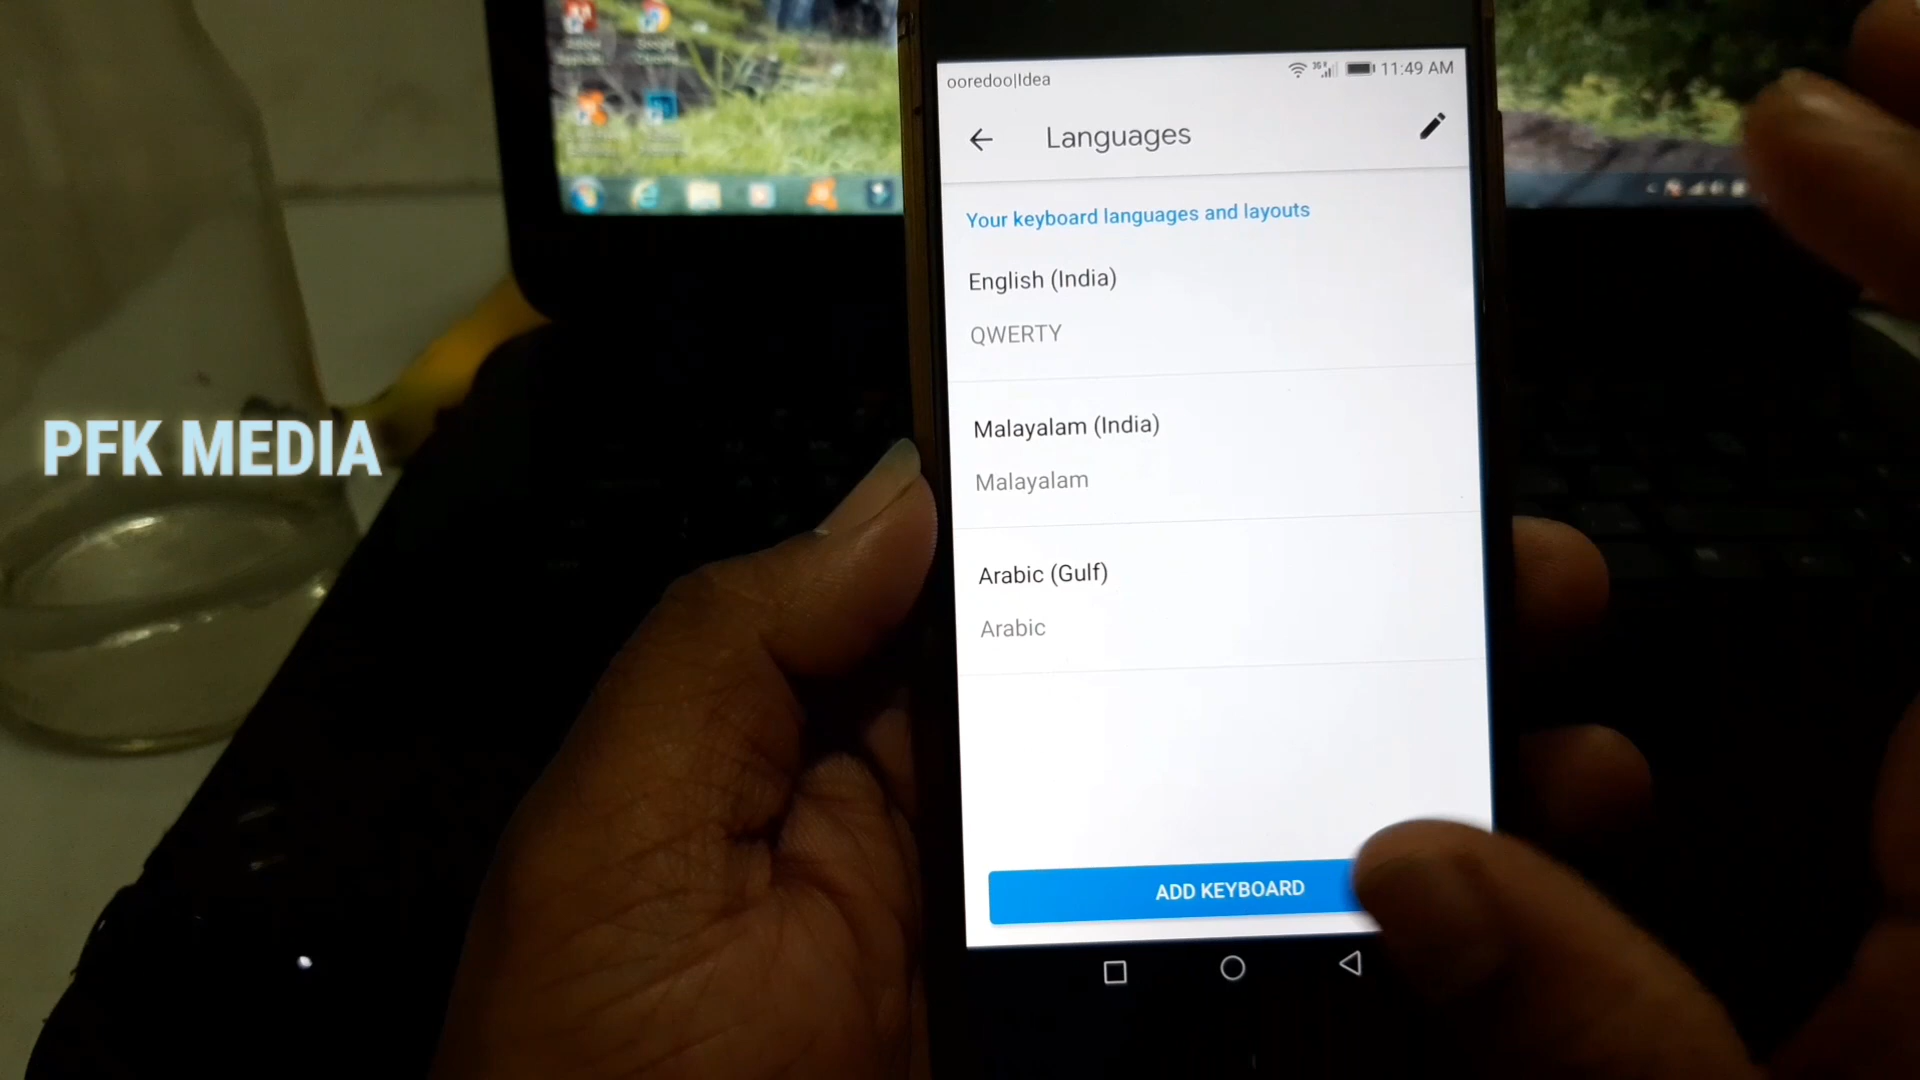 ooredoo|Idea
11:49 AM
Languages
Your keyboard languages and layouts
English (India)
QWERTY
Malayalam (India)
Malayalam
Arabic (Gulf)
Arabic
ADD KEYBOARD
PFK MEDIA